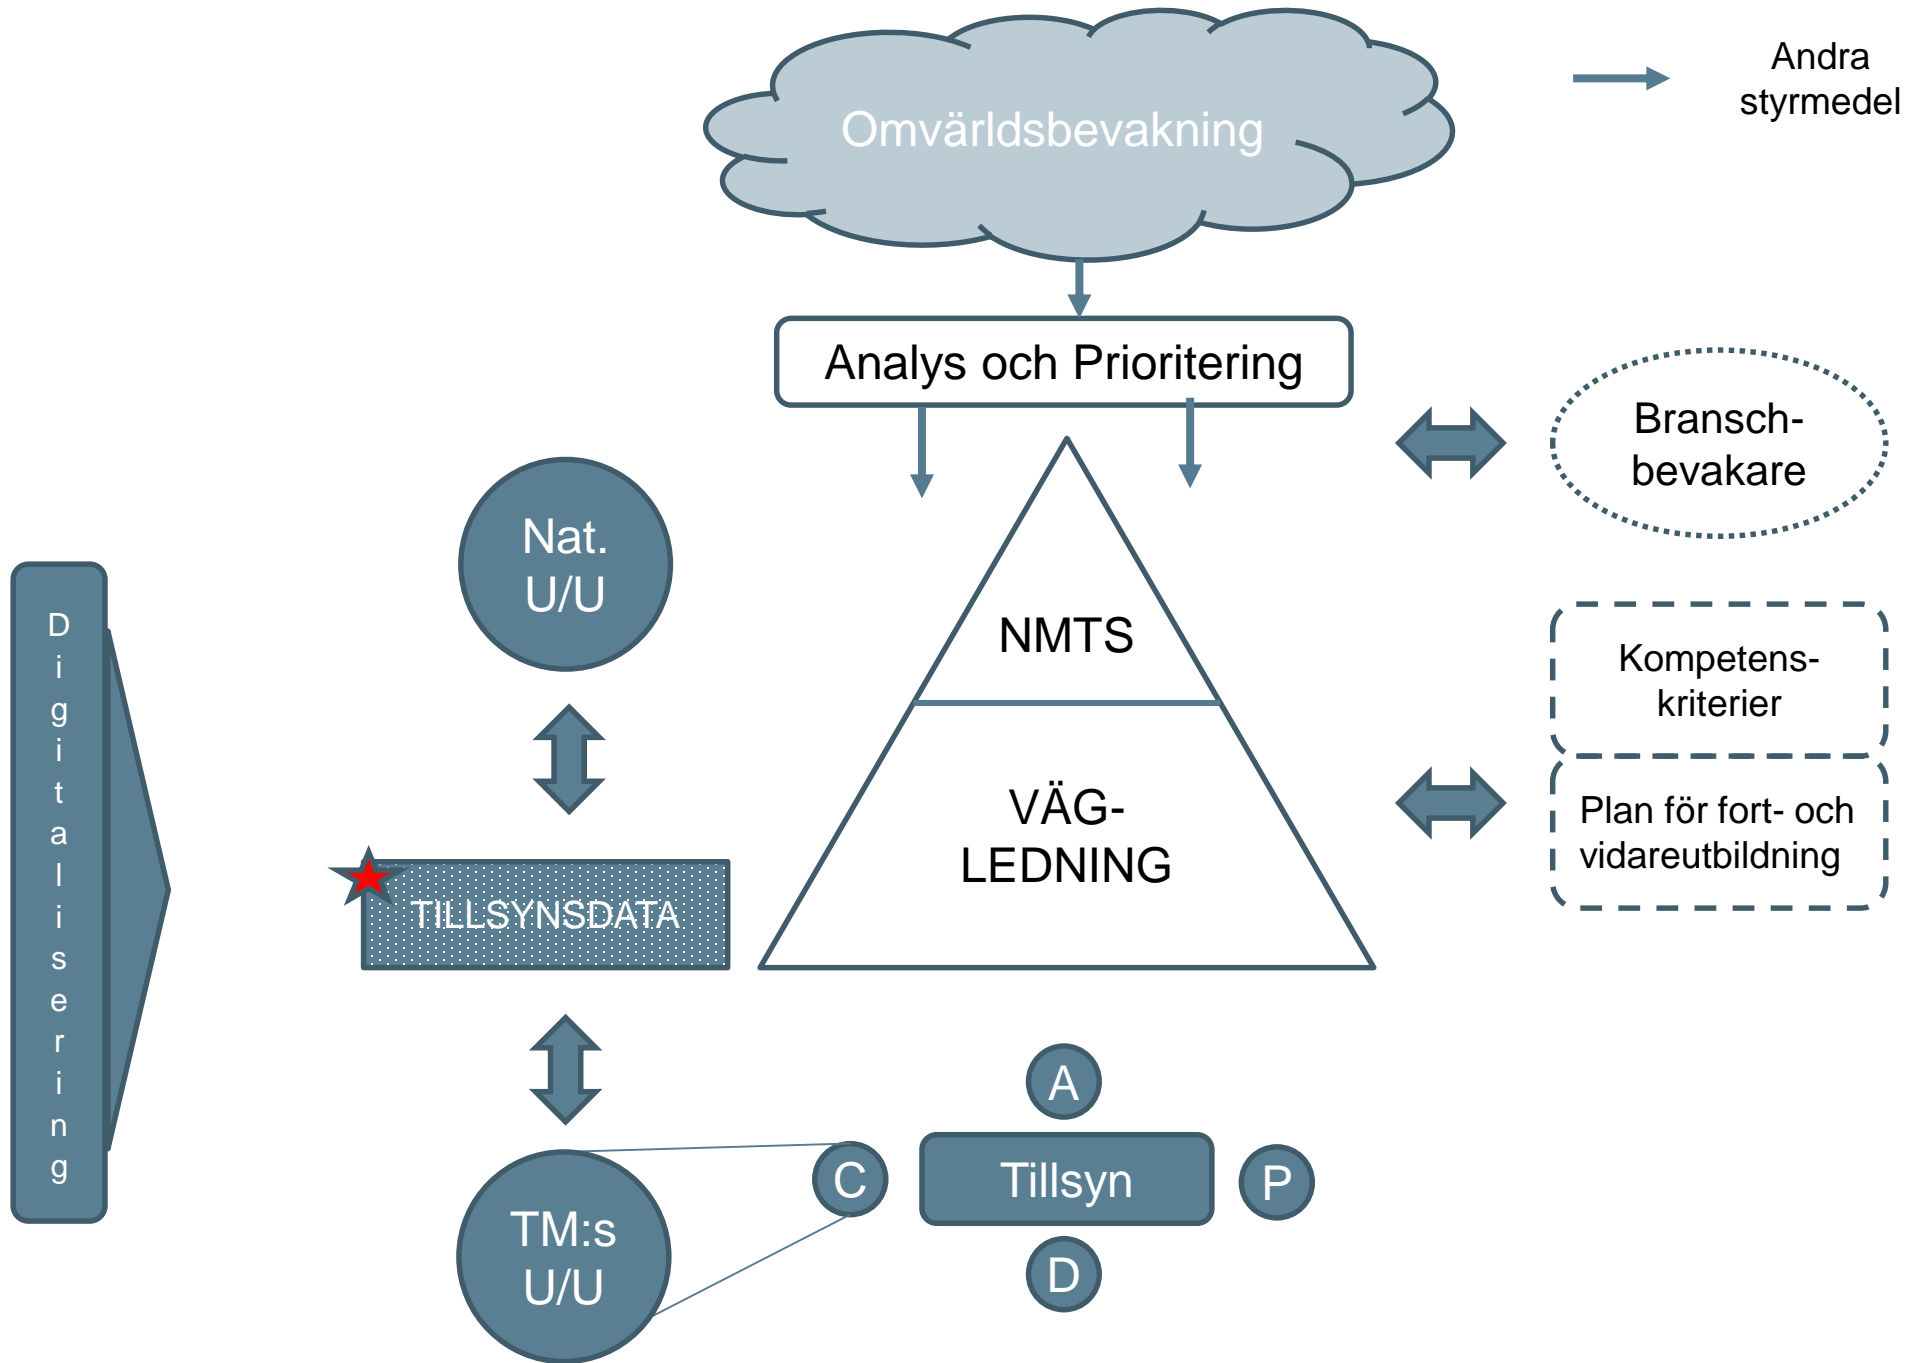 Omvärldsbevakning
Andra
styrmedel
Analys och Prioritering
Bransch-
bevakare
Nat.
U/U
Digitalisering
NMTS
Kompetens-
kriterier
VÄG-
LEDNING
Plan för fort- och
vidareutbildning
TILLSYNSDATA
A
C
Tillsyn
P
D
TM:s
U/U